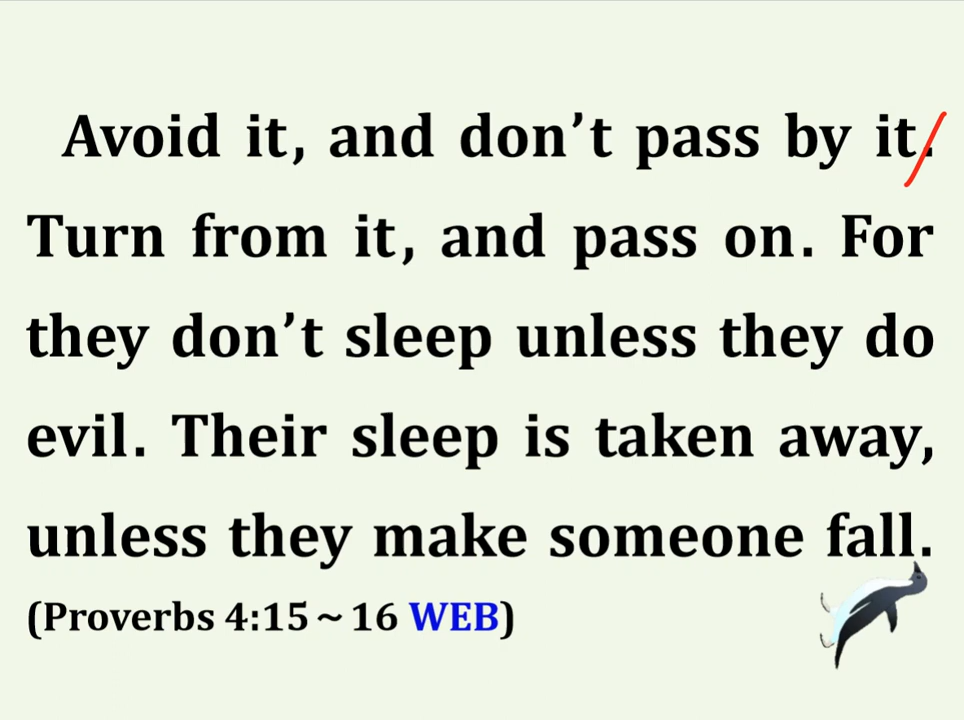 Avoid it, and don’t pass by it.
Turn from it, and pass on. For
they don’t sleep unless they do
evil. Their sleep is taken away,
unless they make someone fall.
(Proverbs 4:15~16 WEB)